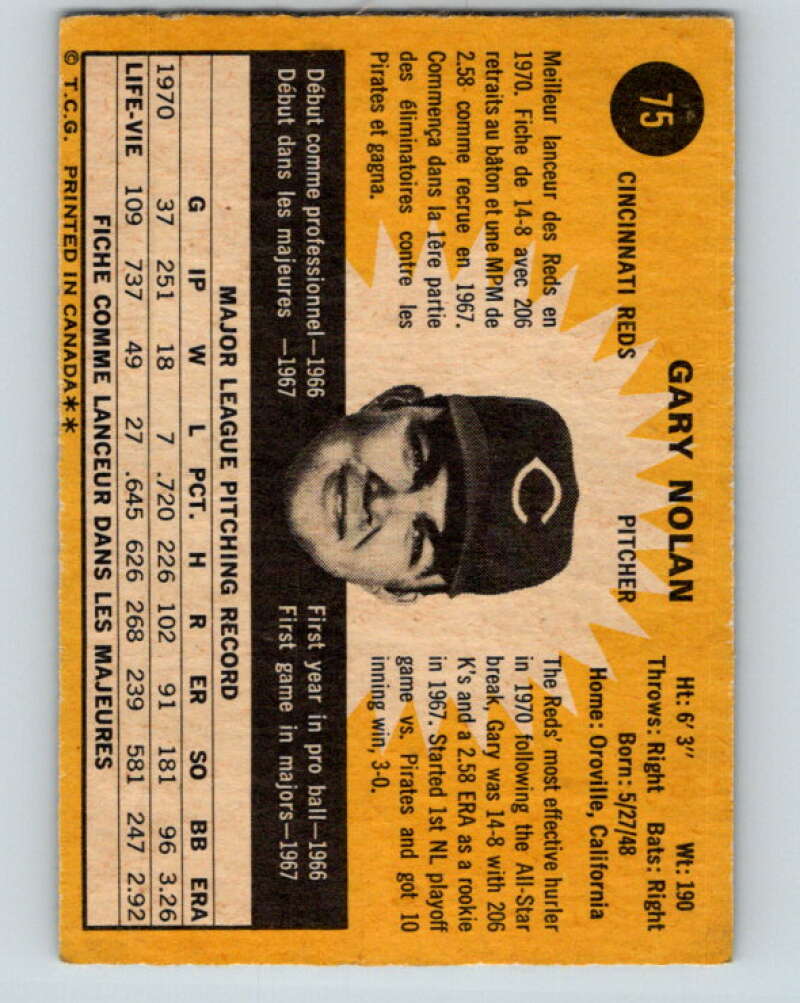 75
GARY NOLAN
CINCINNATI REDS PITCHER
Ht: 6' 3" Wt: 190
Throws: Right Bats: Right
Born: 5/27/48
Home: Oroville, California
Meilleur lanceur des Reds en
1970. Fiche de 14-8 avec 206
retraits au bâton et une MPM de
2.58 comme recrue en 1967.
Commença dans la 1ère partie
des éliminatoires contre les
Pirates et gagna.
C
The Reds' most effective hurler
in 1970 following the All-Star
break, Gary was 14-8 with 206
K's and a 2.58 ERA as a rookie
in 1967. Started 1st NL playoff
game vs. Pirates and got 10
inning win, 3-0.
Début comme professionnel—1966
Début dans les majeures —1967
First year in pro ball—1966
First game in majors—1967
MAJOR LEAGUE PITCHING RECORD
G IP W L PCT. H R ER SO BB ERA
1970 37 251 18 7 .720 226 102 91 181 96 3.26
LIFE-VIE 109 737 49 27 .645 626 268 239 581 247 2.92
FICHE COMME LANCEUR DANS LES MAJEURES
© T.C.G. PRINTED IN CANADA**